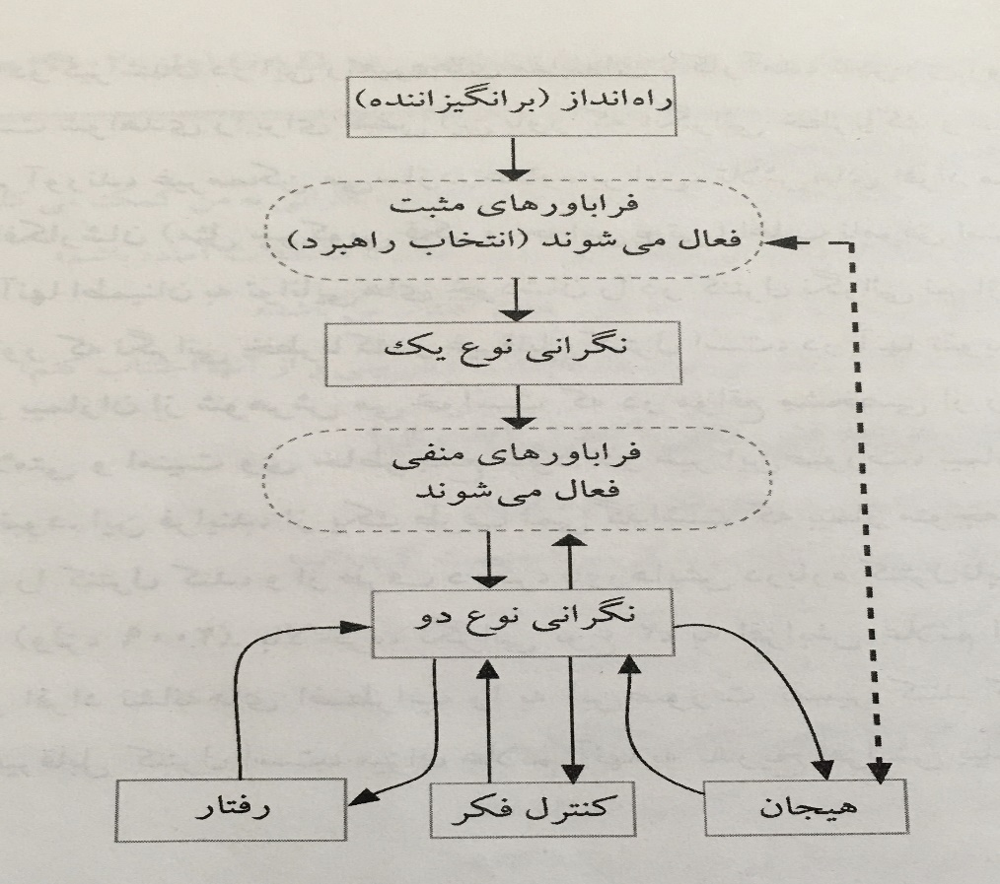 راه‌انداز (برانگیزاننده)
فراباورهای مثبت
فعال می‌شوند (انتخاب راهبرد)
نگرانی نوع یک
فراباورهای منفی
فعال می‌شوند
نگرانی نوع دو
هیجان
کنترل فکر
رفتار